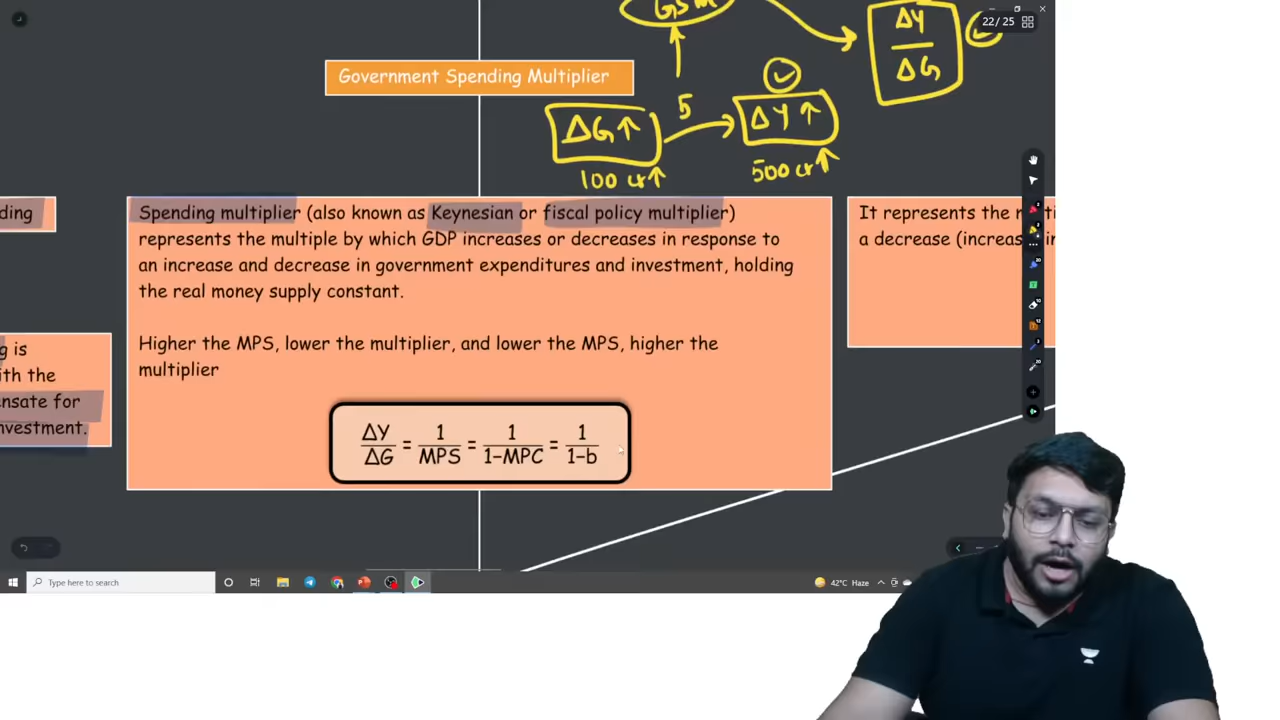 GSM
22/25
ΔY
ΔG
Government Spending Multiplier
5
ΔG↑
ΔY↑
100 cr↑
500 cr↑
ding
Spending multiplier (also known as Keynesian or fiscal policy multiplier)
represents the multiple by which GDP increases or decreases in response to
an increase and decrease in government expenditures and investment, holding
the real money supply constant.
Higher the MPS, lower the multiplier, and lower the MPS, higher the
multiplier
ΔY/ΔG = 1/MPS = 1/1-MPC = 1/1-b
It represents the
a decrease (increas
g is
ith the
ensate for
nvestment.
Type here to search
42°C Haze